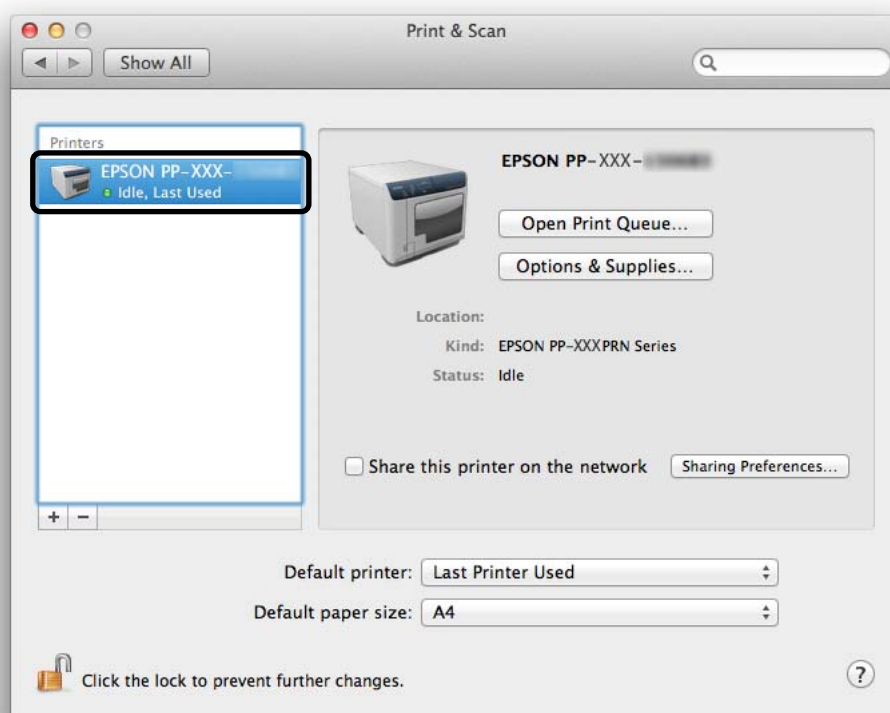 Print & Scan
Show All
Printers
EPSON PP-XXX-
Idle, Last Used
EPSON PP-XXX-
Open Print Queue...
Options & Supplies...
Location:
Kind: EPSON PP-XXXPRN Series
Status: Idle
Share this printer on the network
Sharing Preferences...
+ −
Default printer: Last Printer Used
Default paper size: A4
Click the lock to prevent further changes.
?